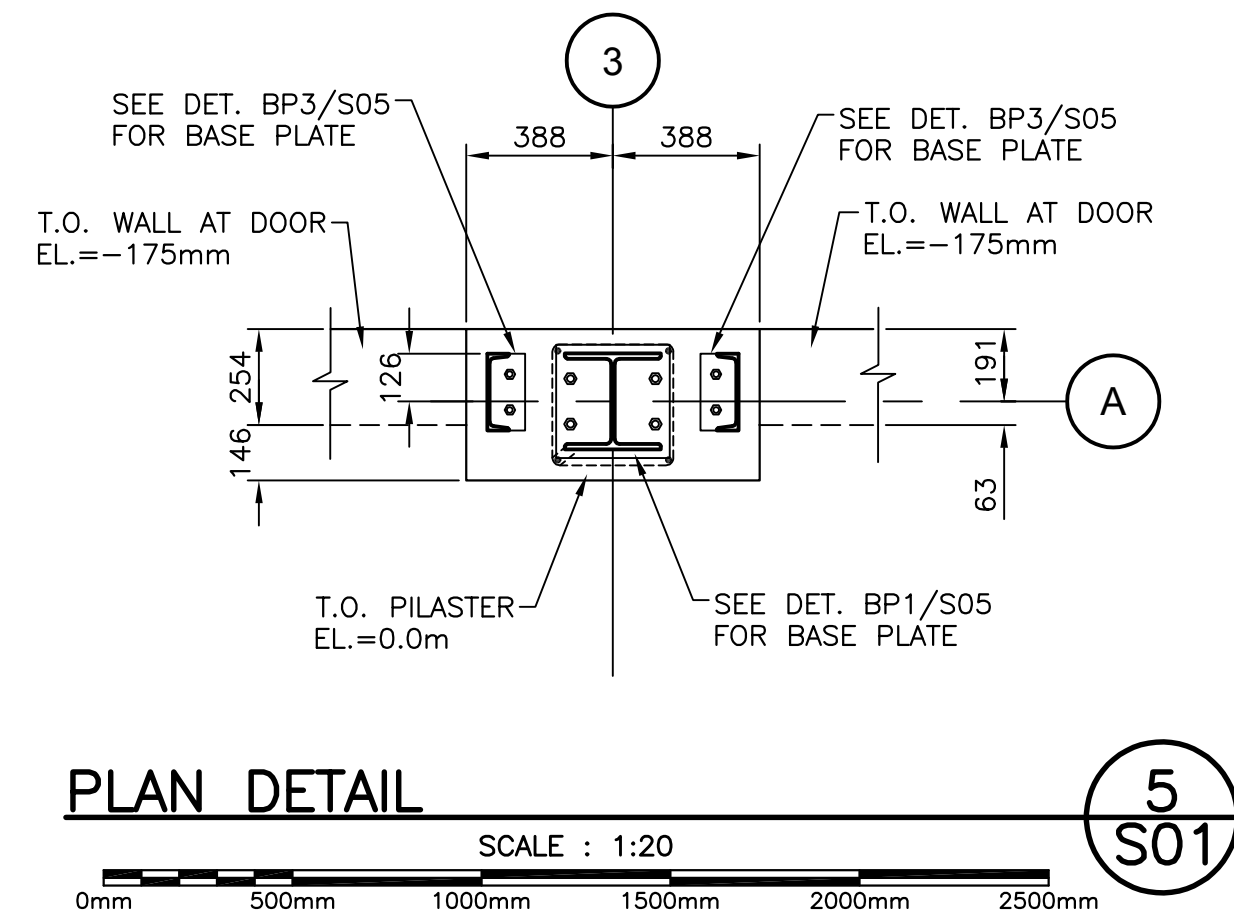 3
SEE DET. BP3/S05
FOR BASE PLATE
388
388
SEE DET. BP3/S05
FOR BASE PLATE
T.O. WALL AT DOOR
EL.=-175mm
T.O. WALL AT DOOR
EL.=-175mm
254
146
126
191
63
A
T.O. PILASTER
EL.=0.0m
SEE DET. BP1/S05
FOR BASE PLATE
PLAN DETAIL
5
S01
SCALE : 1:20
0mm 500mm 1000mm 1500mm 2000mm 2500mm